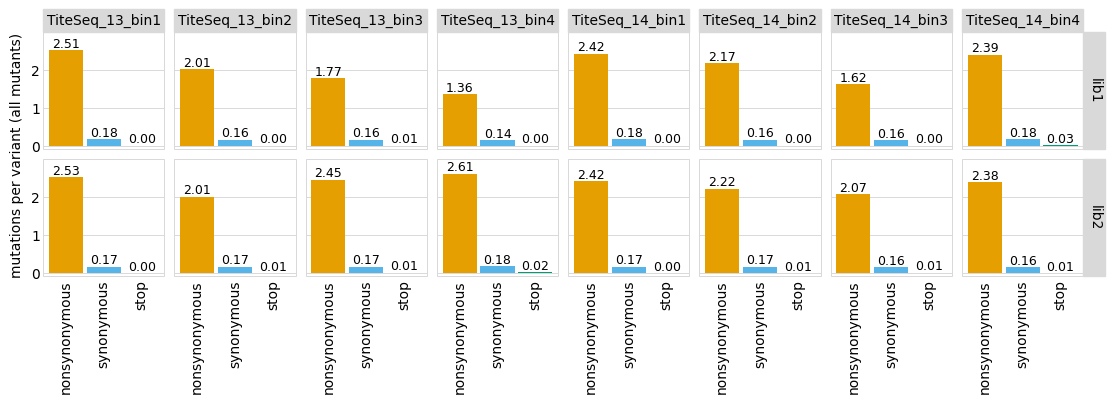 TiteSeq_13_bin1 TiteSeq_13_bin2 TiteSeq_13_bin3 TiteSeq_13_bin4 TiteSeq_14_bin1 TiteSeq_14_bin2 TiteSeq_14_bin3 TiteSeq_14_bin4
mutations per variant (all mutants)
2
1
0
2.51 0.18 0.00 2.01 0.16 0.00 1.77 0.16 0.01 1.36 0.14 0.00 2.42 0.18 0.00 2.17 0.16 0.00 1.62 0.16 0.00 2.39 0.18 0.03
lib1
2
1
0
2.53 0.17 0.00 2.01 0.17 0.01 2.45 0.17 0.01 2.61 0.18 0.02 2.42 0.17 0.00 2.22 0.17 0.01 2.07 0.16 0.01 2.38 0.16 0.01
lib2
nonsynonymous synonymous stop nonsynonymous synonymous stop nonsynonymous synonymous stop nonsynonymous synonymous stop nonsynonymous synonymous stop nonsynonymous synonymous stop nonsynonymous synonymous stop nonsynonymous synonymous stop